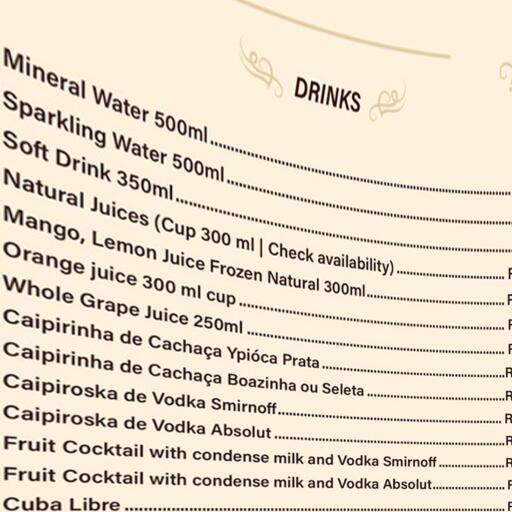 DRINKS
Mineral Water 500ml
Sparkling Water 500ml
Soft Drink 350ml
Natural Juices (Cup 300 ml | Check availability)
Mango, Lemon Juice Frozen Natural 300ml
Orange juice 300 ml cup
Whole Grape Juice 250ml
Caipirinha de Cachaça Ypióca Prata
Caipirinha de Cachaça Boazinha ou Seleta
Caipiroska de Vodka Smirnoff
Caipiroska de Vodka Absolut
Fruit Cocktail with condense milk and Vodka Smirnoff
Fruit Cocktail with condense milk and Vodka Absolut
Cuba Libre